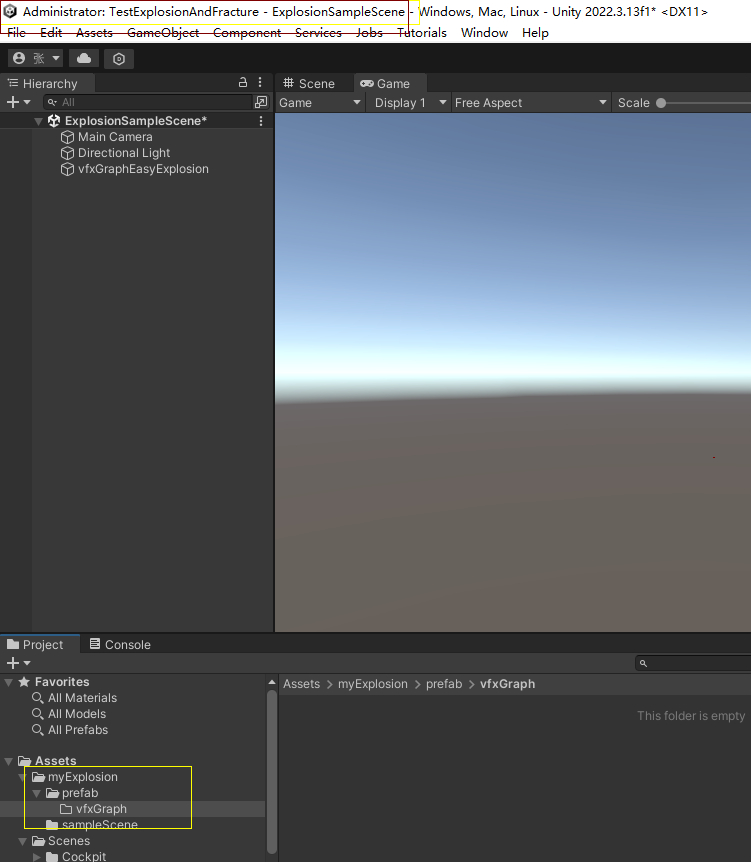 Administrator: TestExplosionAndFracture - ExplosionSampleScene - Windows, Mac, Linux - Unity 2022.3.13f1* <DX11>
File Edit Assets GameObject Component Services Jobs Tutorials Window Help
张
Hierarchy
All
ExplosionSampleScene*
Main Camera
Directional Light
vfxGraphEasyExplosion
Scene Game
Game Display 1 Free Aspect Scale
Project Console
Favorites
All Materials
All Models
All Prefabs
Assets
myExplosion
prefab
vfxGraph
sampleScene
Scenes
Cockpit
Assets > myExplosion > prefab > vfxGraph
This folder is empty